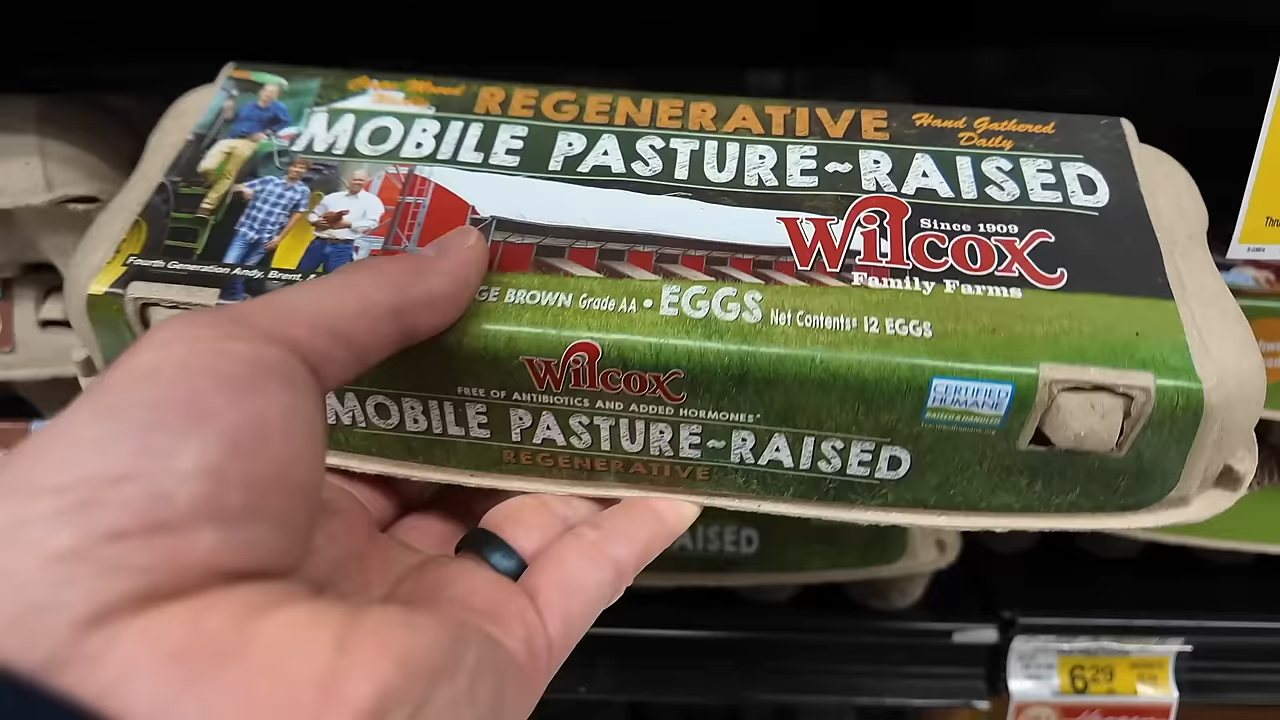 REGENERATIVE
Hand Gathered
Daily
MOBILE PASTURE~RAISED
Since 1909
Wilcox
Family Farms
Fourth Generation Andy, Brent,
GE BROWN Grade AA • EGGS Net Contents: 12 EGGS
Wilcox
FREE OF ANTIBIOTICS AND ADDED HORMONES*
MOBILE PASTURE~RAISED
REGENERATIVE
CERTIFIED
HUMANE
RAISED & HANDLED
AISED
Thru
6.29